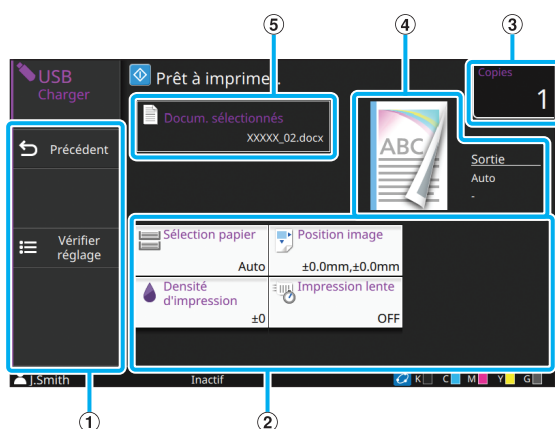 ⑤
④
③
USB
Charger
Prêt à imprimer.
Copies
1
Docum. sélectionnés
XXXXX_02.docx
ABC
Sortie
Auto
-
Précédent
Vérifier
réglage
Sélection papier
Auto
Position image
±0.0mm,±0.0mm
Densité
d'impression
±0
Impression lente
OFF
J.Smith
Inactif
K
C
M
Y
G
①
②